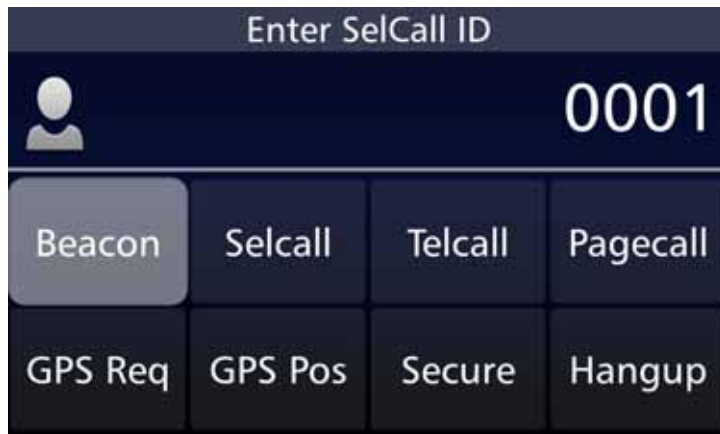 Enter SelCall ID
0001
Beacon Selcall Telcall Pagecall
GPS Req GPS Pos Secure Hangup